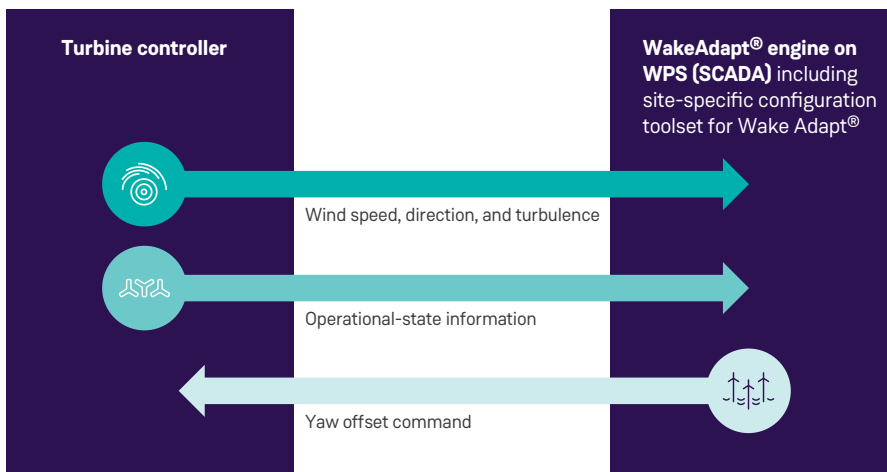 Turbine controller
WakeAdapt® engine on
WPS (SCADA) including
site-specific configuration
toolset for Wake Adapt®
Wind speed, direction, and turbulence
Operational-state information
Yaw offset command